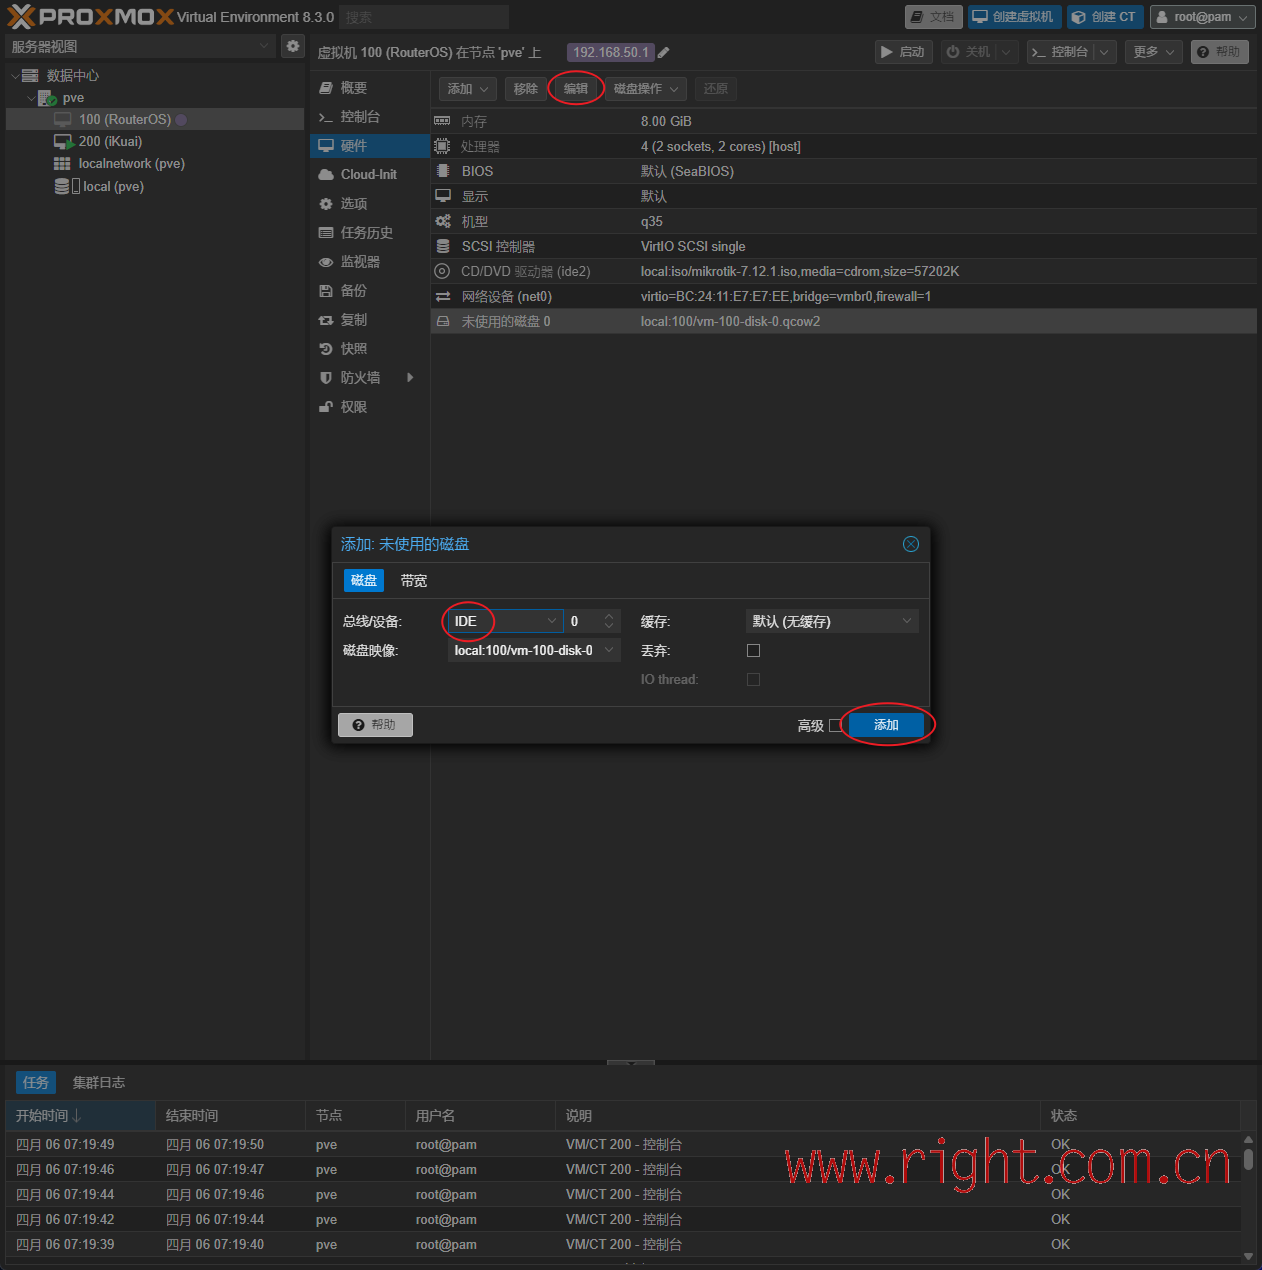 PROXMOX Virtual Environment 8.3.0 搜索 文档 创建虚拟机 创建 CT root@pam
服务器视图
数据中心
pve
100 (RouterOS)
200 (iKuai)
localnetwork (pve)
local (pve)
虚拟机 100 (RouterOS) 在节点 'pve' 上 192.168.50.1 启动 关机 控制台 更多 帮助
概要
控制台
硬件
Cloud-Init
选项
任务历史
监视器
备份
复制
快照
防火墙
权限
添加 移除 编辑 磁盘操作 还原
内存 8.00 GiB
处理器 4 (2 sockets, 2 cores) [host]
BIOS 默认 (SeaBIOS)
显示 默认
机型 q35
SCSI 控制器 VirtIO SCSI single
CD/DVD 驱动器 (ide2) local:iso/mikrotik-7.12.1.iso,media=cdrom,size=57202K
网络设备 (net0) virtio=BC:24:11:E7:E7:EE,bridge=vmbr0,firewall=1
未使用的磁盘 0 local:100/vm-100-disk-0.qcow2
添加: 未使用的磁盘
磁盘 带宽
总线/设备: IDE 0 缓存: 默认 (无缓存)
磁盘映像: local:100/vm-100-disk-0 丢弃:
IO thread:
帮助 高级 添加
任务 集群日志
开始时间 结束时间 节点 用户名 说明 状态
四月 06 07:19:49 四月 06 07:19:50 pve root@pam VM/CT 200 - 控制台 OK
四月 06 07:19:46 四月 06 07:19:47 pve root@pam VM/CT 200 - 控制台 OK
四月 06 07:19:44 四月 06 07:19:46 pve root@pam VM/CT 200 - 控制台 OK
四月 06 07:19:42 四月 06 07:19:44 pve root@pam VM/CT 200 - 控制台 OK
四月 06 07:19:39 四月 06 07:19:40 pve root@pam VM/CT 200 - 控制台 OK
www.right.com.cn